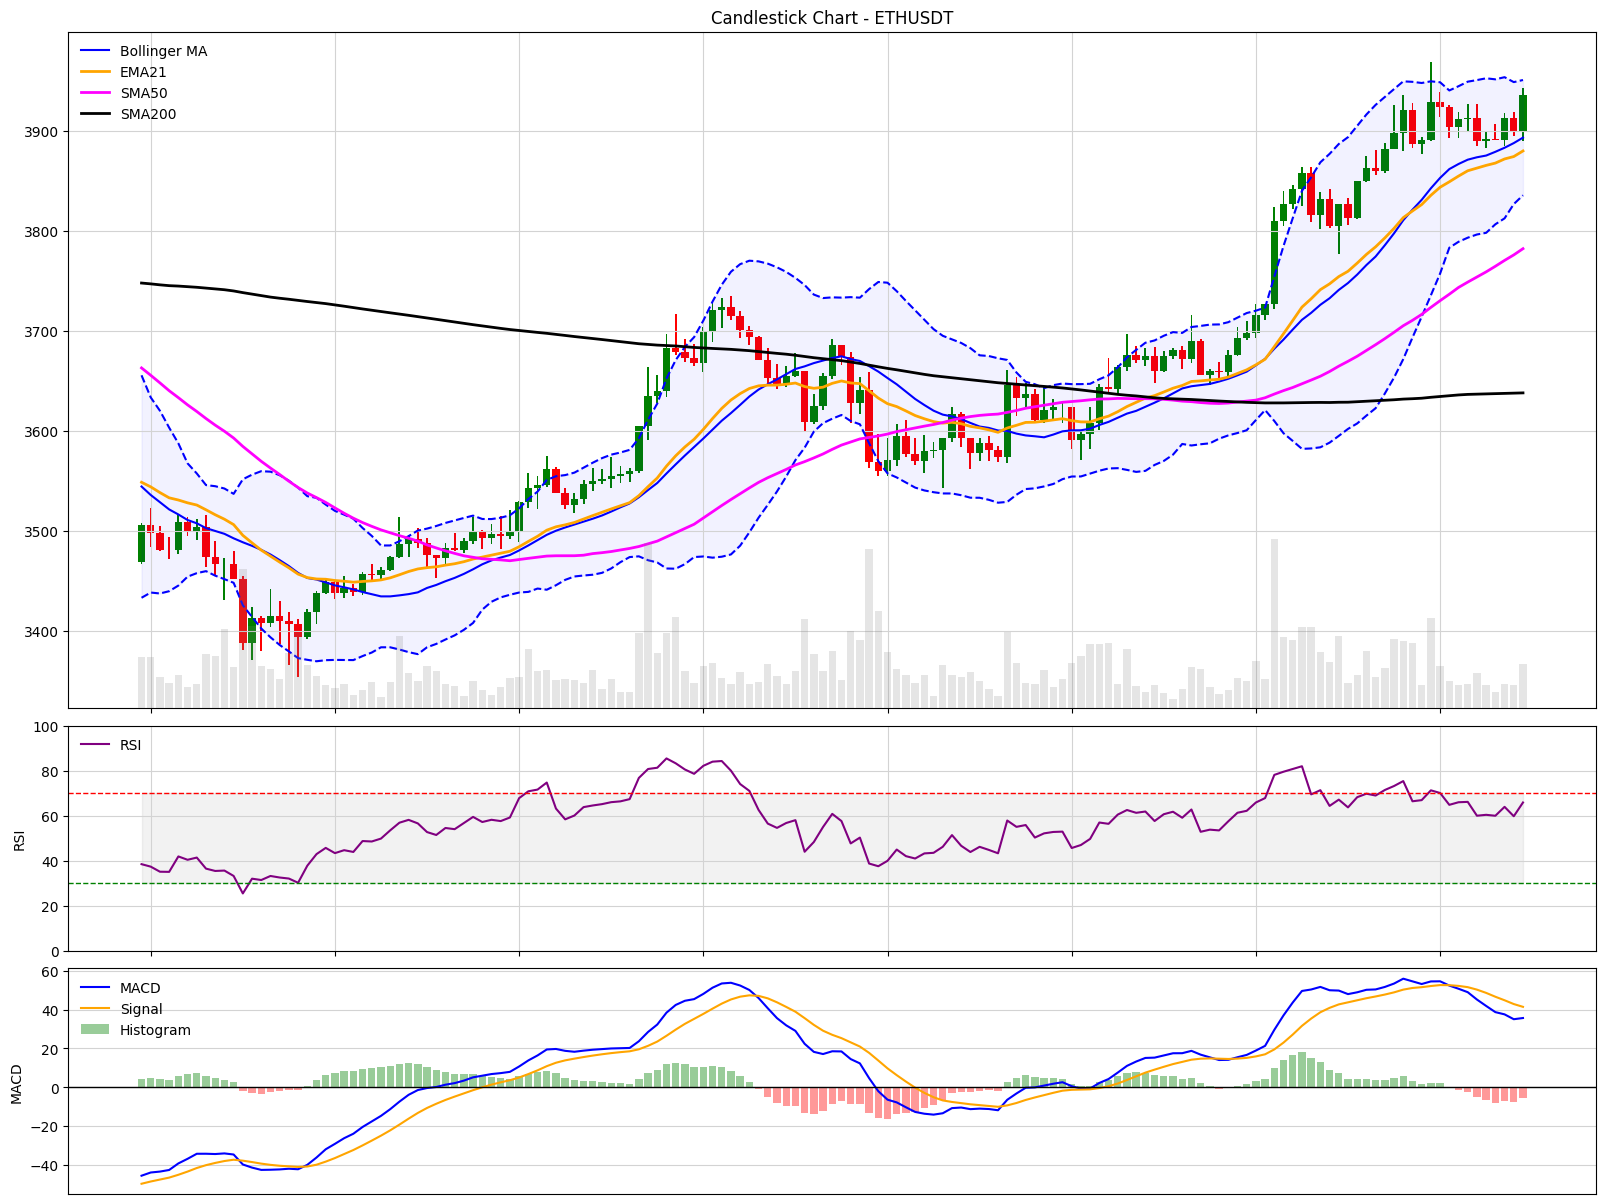 Candlestick Chart - ETHUSDT
Bollinger MA
EMA21
SMA50
SMA200
3900
3800
3700
3600
3500
3400
100
80
60
40
20
0
RSI
RSI
60
40
20
0
−20
−40
MACD
MACD
Signal
Histogram